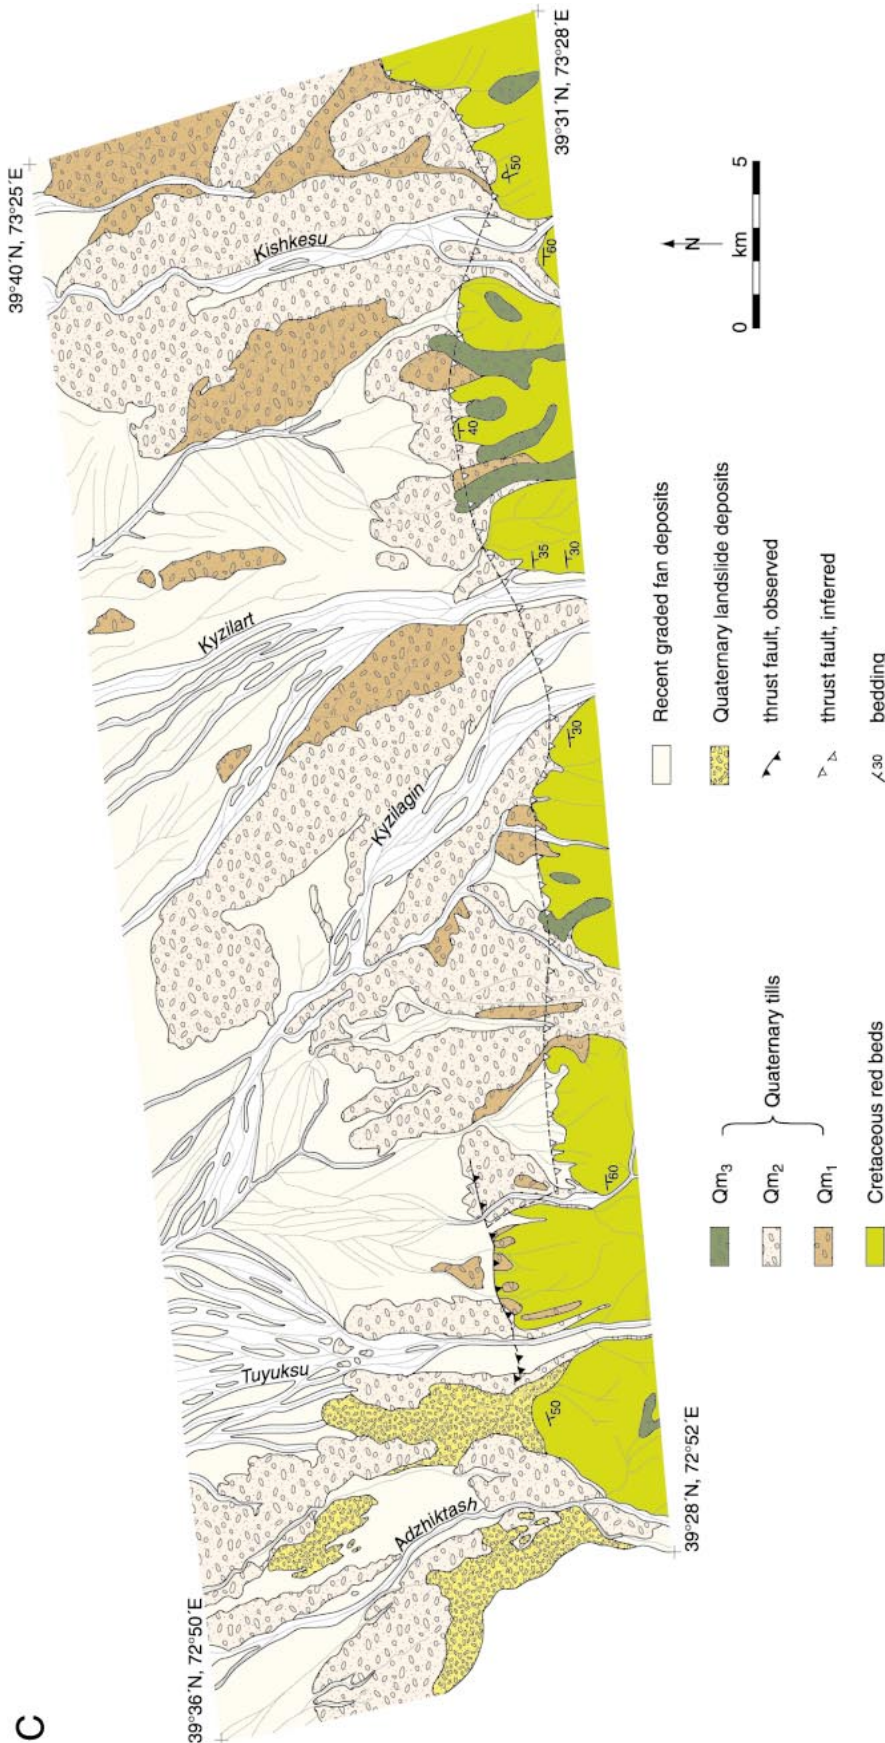 C
39°36´N, 72°50´E
39°40´N, 73°25´E
Adzhiktash
Tuyuksu
Kyzilagin
Kyzilart
Kishkesu
50
60
30
35
30
40
60
50
39°28´N, 72°52´E
39°31´N, 73°28´E
N
0 km 5
Qm3
Qm2
Qm1
Quaternary tills
Cretaceous red beds
Recent graded fan deposits
Quaternary landslide deposits
thrust fault, observed
thrust fault, inferred
30 bedding